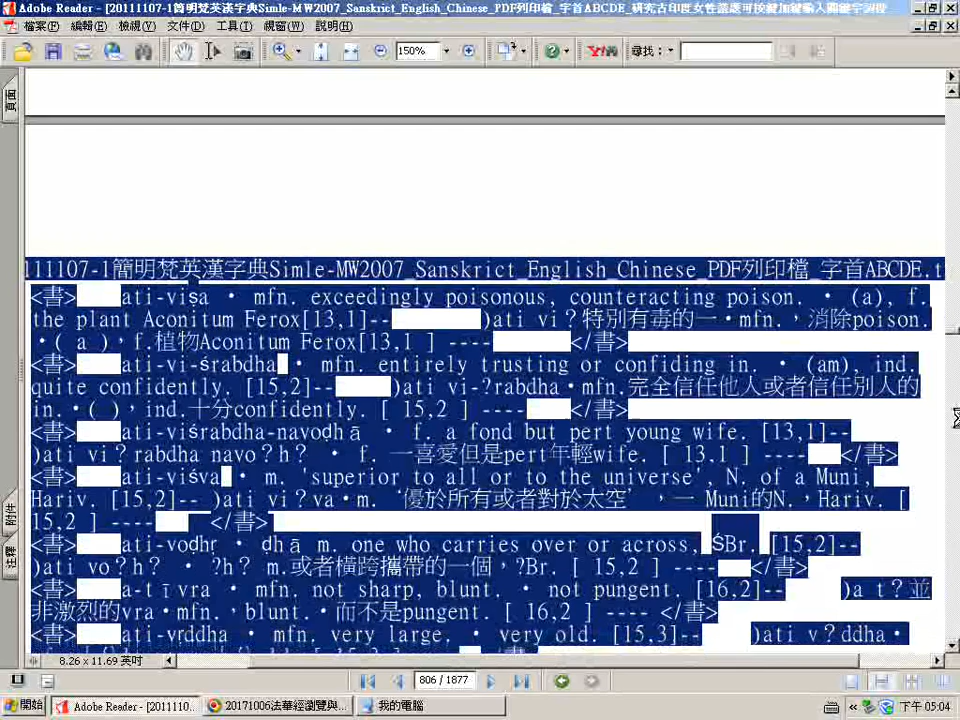 Adobe Reader - [20111107-1簡明梵英漢字典Simle-MW2007_Sanskrict_English_Chinese_PDF列印檔_字首ABCDE_研究古印度女性議題可按
檔案(F) 編輯(E) 檢視(V) 文件(D) 工具(T) 視窗(W) 說明(H)
150% 尋找：
頁面
111107-1簡明梵英漢字典Simle-MW2007_Sanskrict_English_Chinese_PDF列印檔_字首ABCDE.t
<書> ati-viṣa • mfn. exceedingly poisonous, counteracting poison. • (a), f.
the plant Aconitum Ferox[13,1]-- )ati vi？特別有毒的一•mfn.，消除poison.
•( a )，f.植物Aconitum Ferox[13,1 ] ---- </書>
<書> ati-vi-śrabdha • mfn. entirely trusting or confiding in. • (am), ind.
quite confidently. [15,2]-- )ati vi-?rabdha•mfn.完全信任他人或者信任別人的
in.•( )，ind.十分confidently. [ 15,2 ] ---- </書>
<書> ati-viśrabdha-navoḍhā • f. a fond but pert young wife. [13,1]--
)ati vi？rabdha navo？h？ • f. 一喜愛但是pert年輕wife. [ 13.1 ] ---- </書>
<書> ati-viśva • m. 'superior to all or to the universe', N. of a Muni,
Hariv. [15,2]-- )ati vi？va•m.‘優於所有或者對於太空’，一 Muni的N.，Hariv. [
15,2 ] ---- </書>
<書> ati-voḍhṛ • ḍhā m. one who carries over or across, ŚBr. [15,2]--
)ati vo？h？ • ?h？ m.或者橫跨攜帶的一個，?Br. [ 15,2 ] ---- </書>
<書> a-tīvra • mfn. not sharp, blunt. • not pungent. [16,2]-- )a t？並
非激烈的vra•mfn.，blunt.•而不是pungent. [ 16,2 ] ---- </書>
<書> ati-vṛddha • mfn. very large. • very old. [15,3]-- )ati v？ddha•
附件
註釋
8.26 x 11.69 英吋
806 / 1877
開始 Adobe Reader - [2011110... 20171006法華經瀏覽與... 我的電腦 下午 05:04